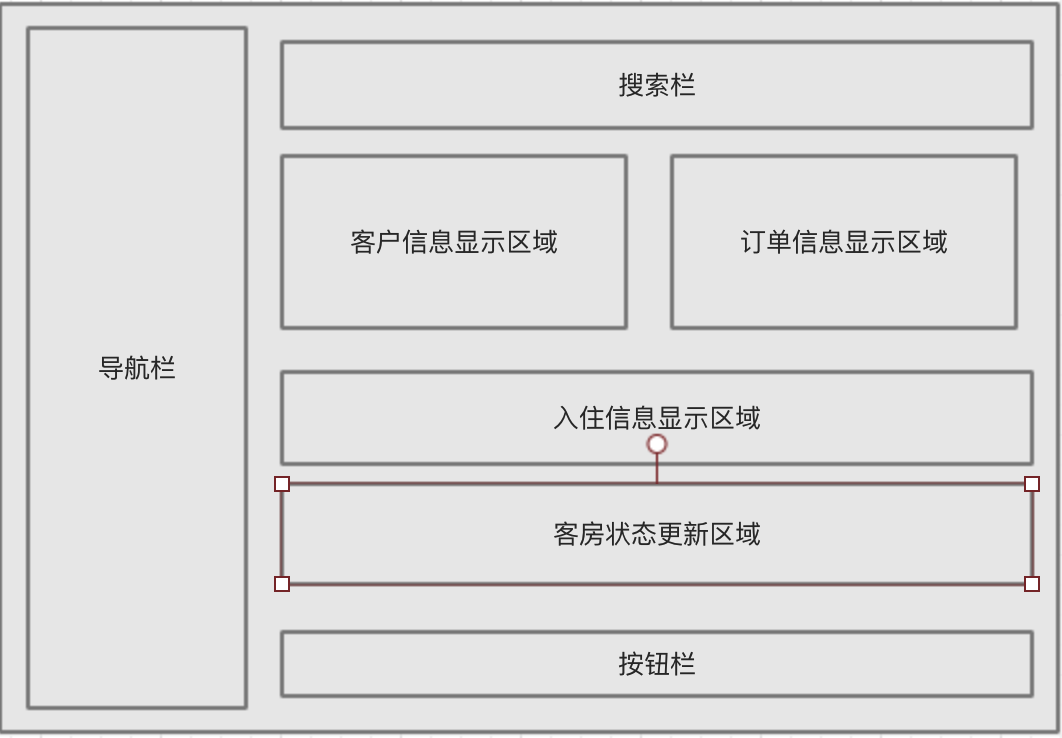 搜索栏
客户信息显示区域
订单信息显示区域
导航栏
入住信息显示区域
客房状态更新区域
按钮栏